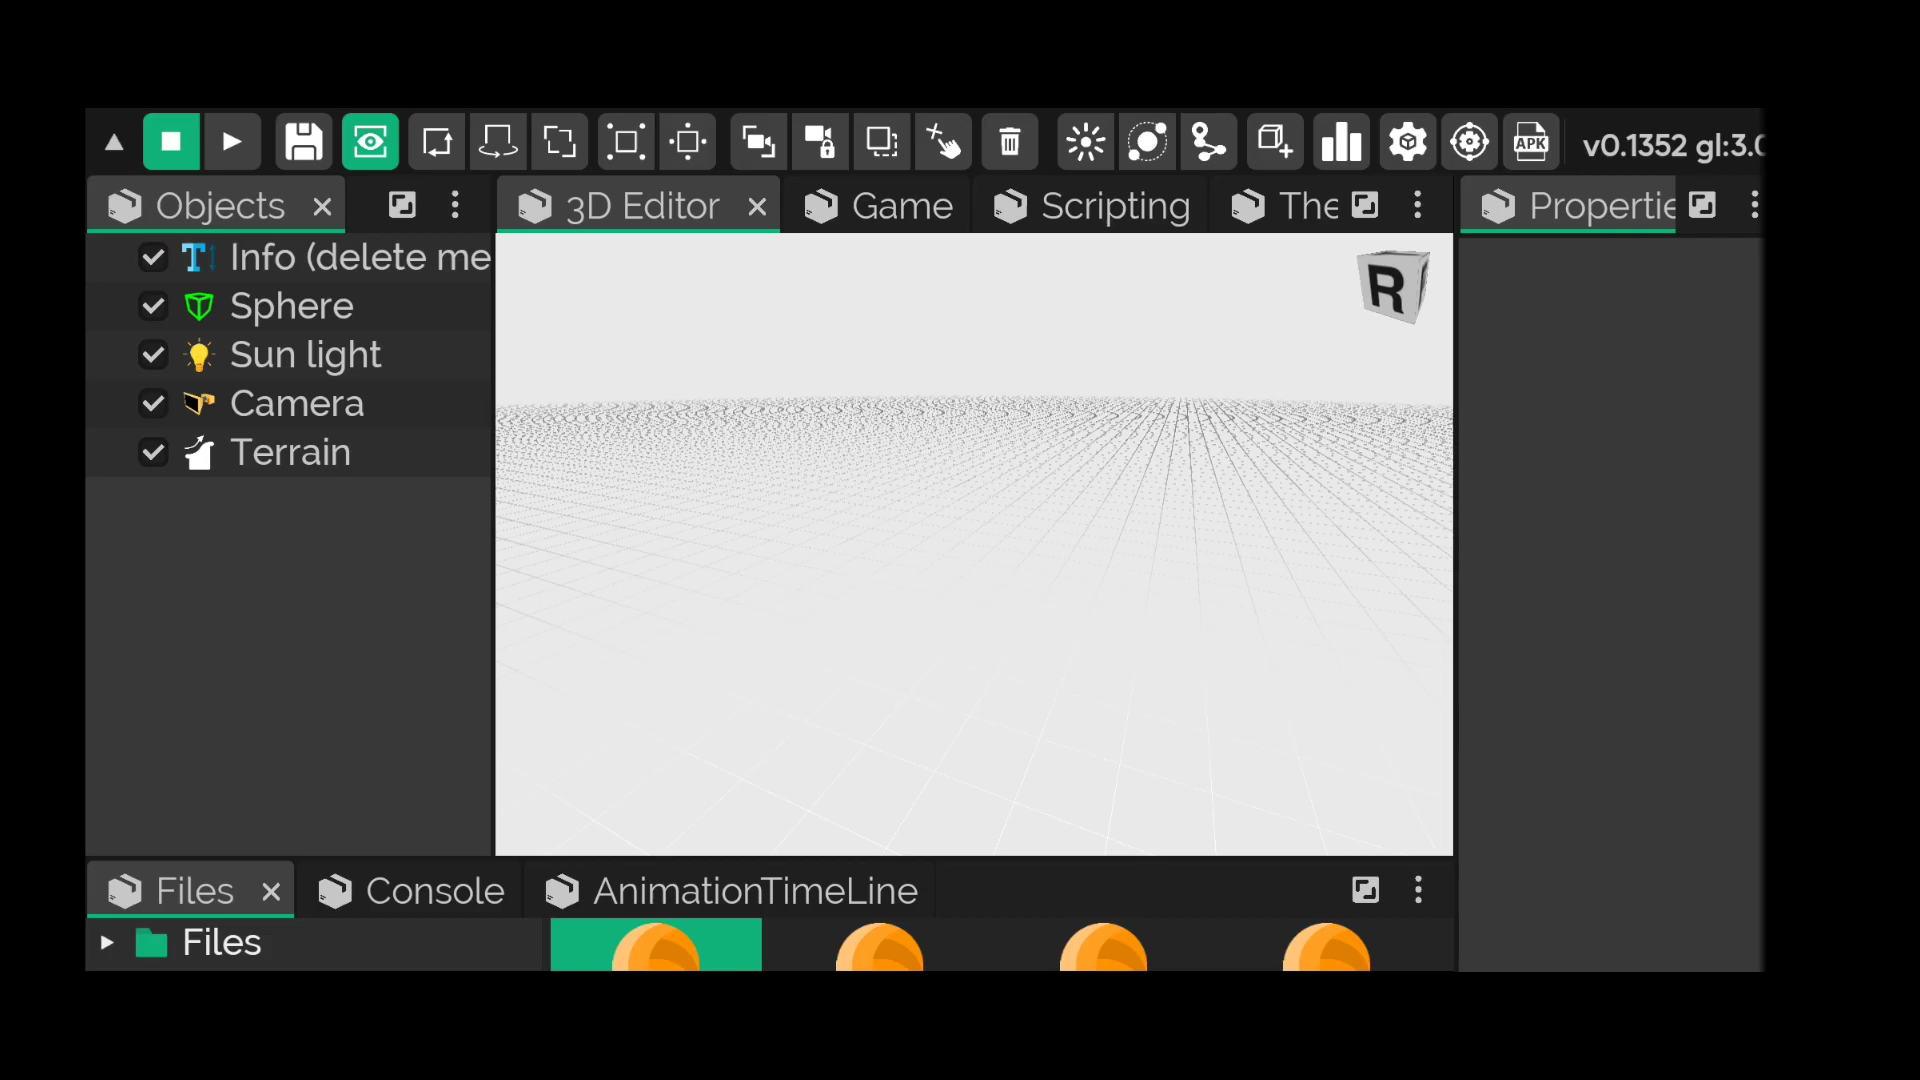 APK
v0.1352 gl:3.0
Objects
3D Editor
Game
Scripting
The
Propertie
R
Info (delete me
Sphere
Sun light
Camera
Terrain
Files
Console
AnimationTimeLine
Files